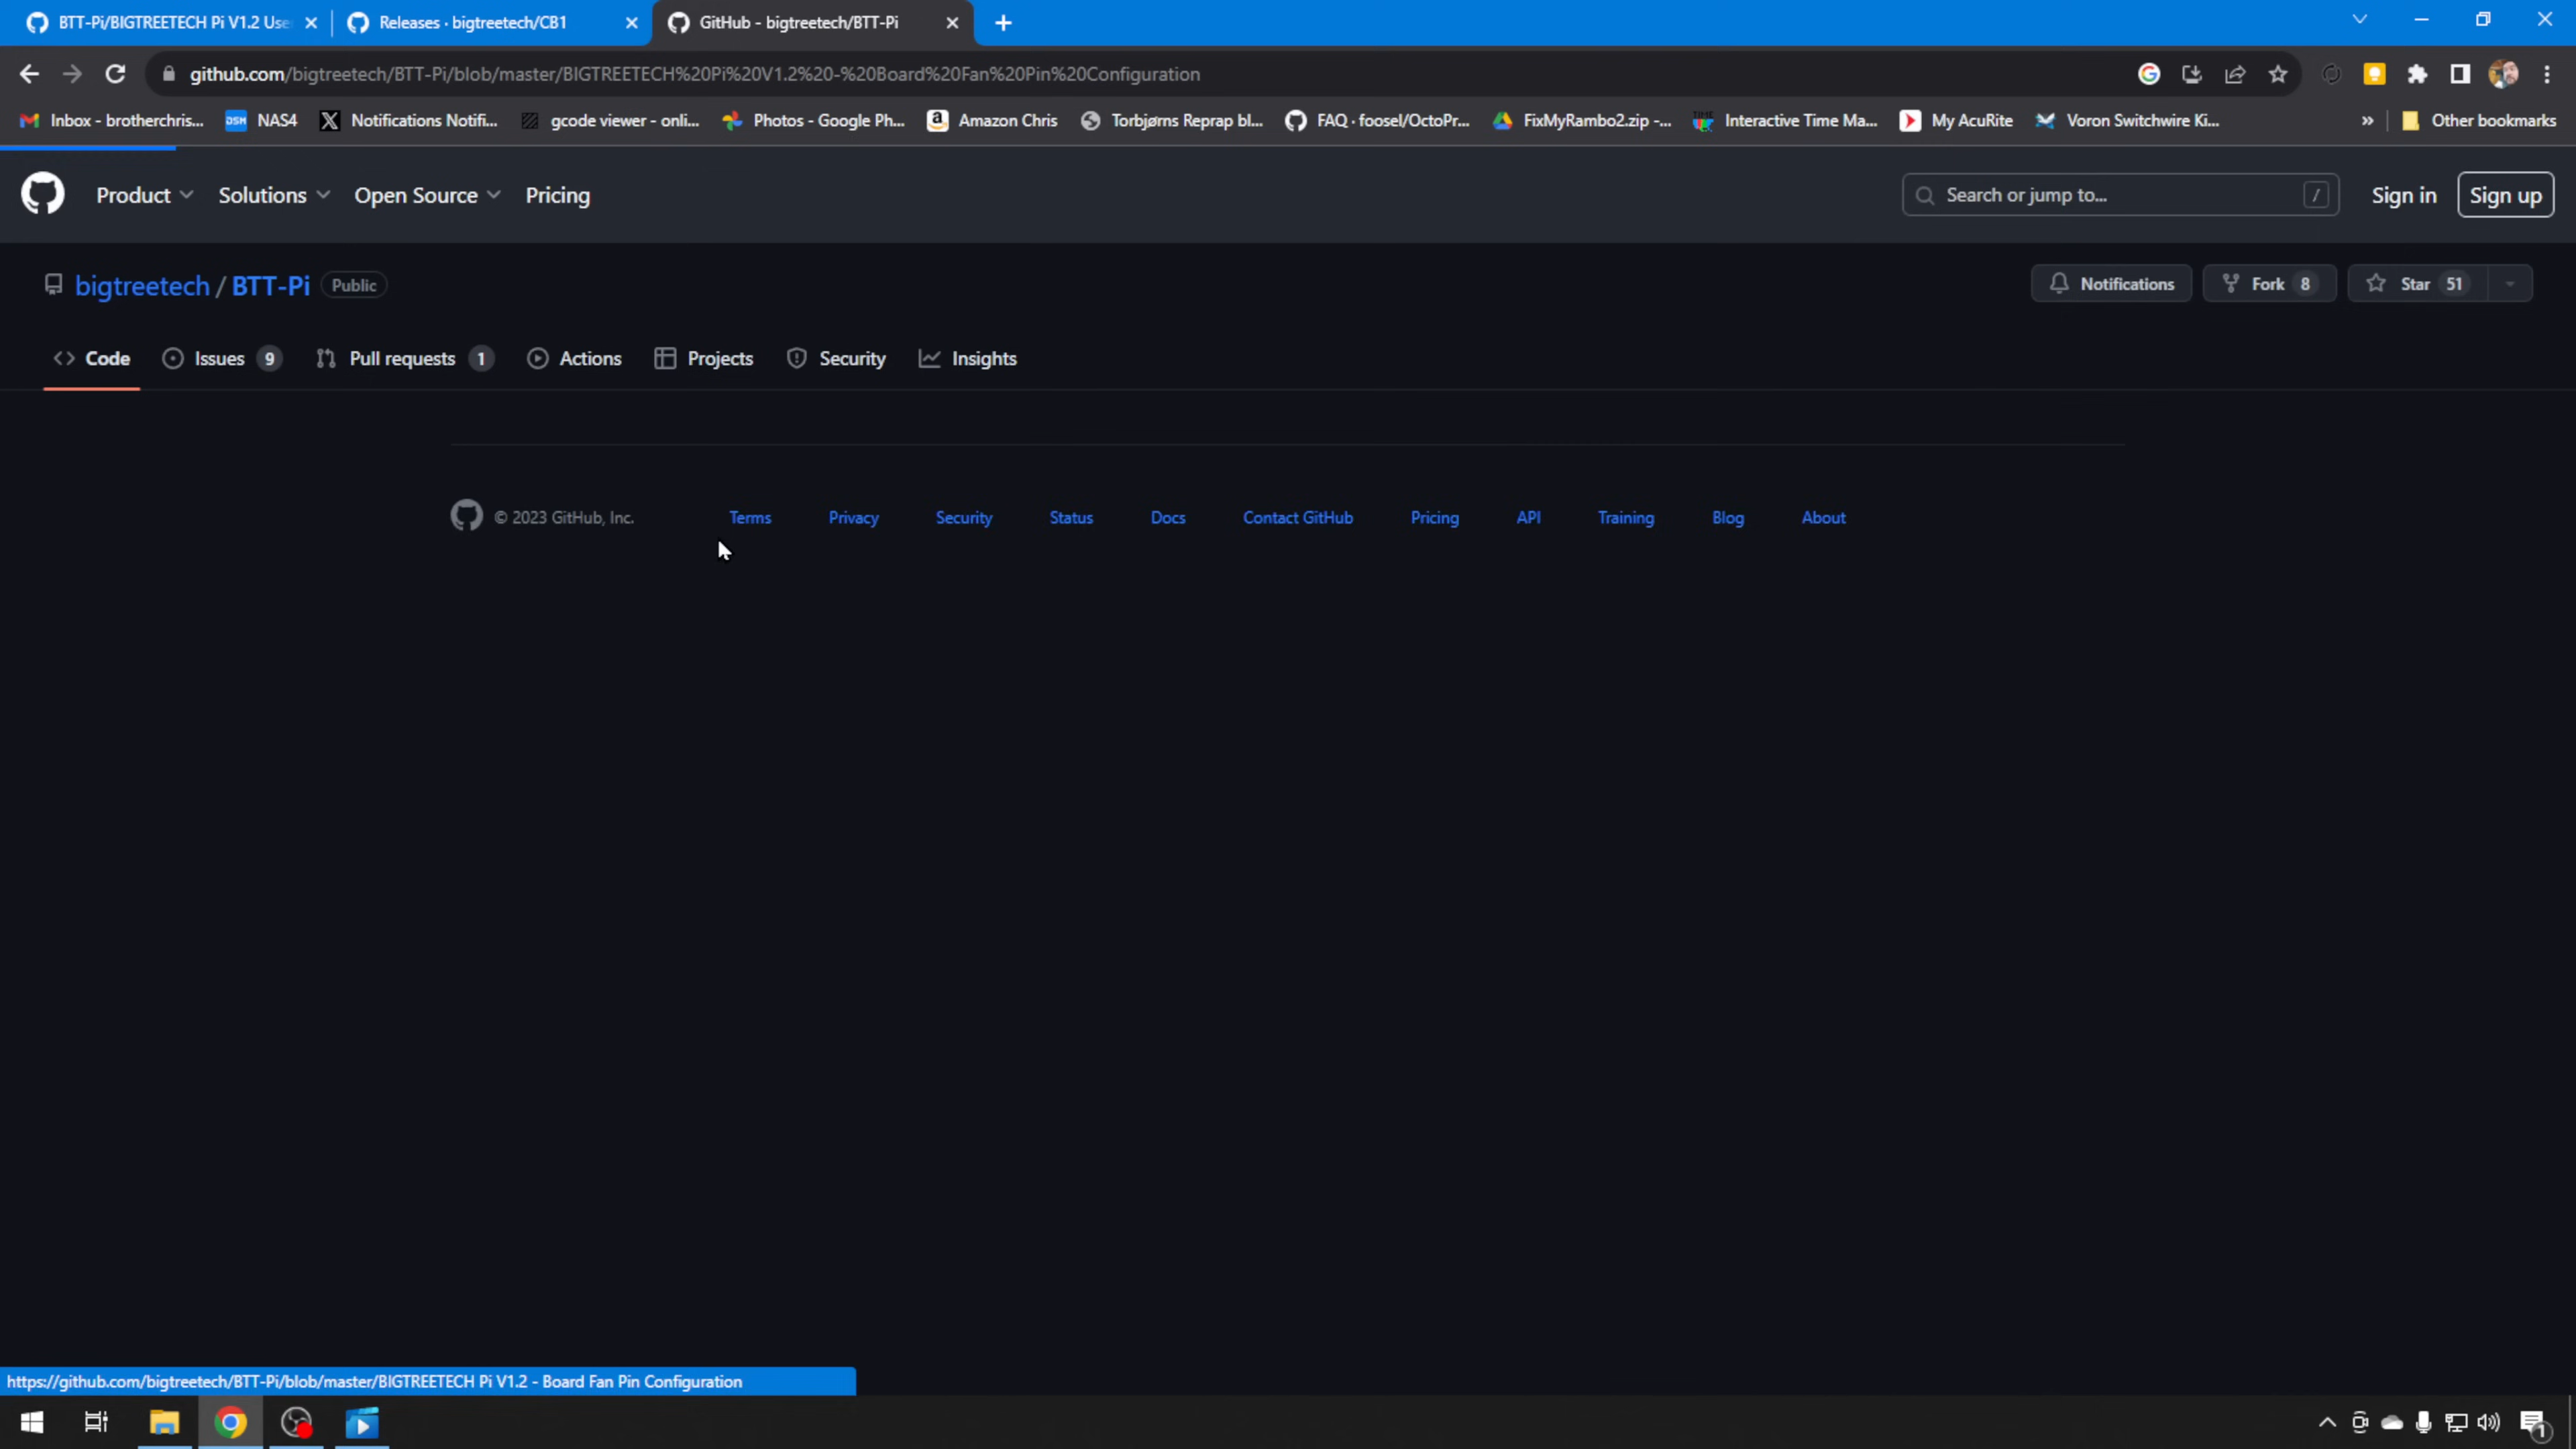 BTT-Pi/BIGTREETECH Pi V1.2 Use
Releases · bigtreetech/CB1
GitHub - bigtreetech/BTT-Pi
github.com/bigtreetech/BTT-Pi/blob/master/BIGTREETECH%20Pi%20V1.2%20-%20Board%20Fan%20Pin%20Configuration
Inbox - brotherchris... NAS4 Notifications Notifi... gcode viewer - onli... Photos - Google Ph... Amazon Chris Torbjørns Reprap bl... FAQ · foosel/OctoPr... FixMyRambo2.zip -... Interactive Time Ma... My AcuRite Voron Switchwire Ki... » Other bookmarks
Product Solutions Open Source Pricing Search or jump to... / Sign in Sign up
bigtreetech / BTT-Pi Public Notifications Fork 8 Star 51
Code Issues 9 Pull requests 1 Actions Projects Security Insights
© 2023 GitHub, Inc. Terms Privacy Security Status Docs Contact GitHub Pricing API Training Blog About
https://github.com/bigtreetech/BTT-Pi/blob/master/BIGTREETECH Pi V1.2 - Board Fan Pin Configuration
1